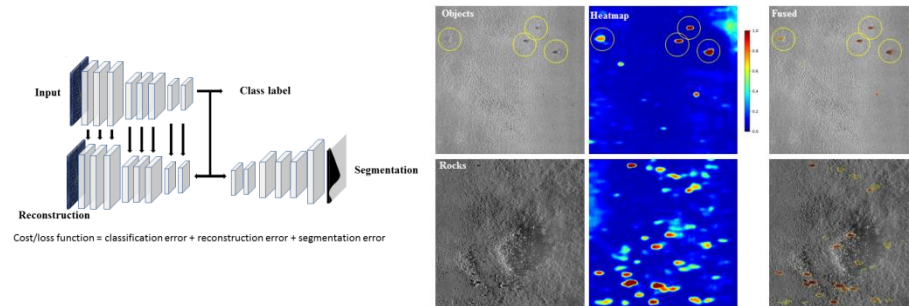 Input
Class label
Segmentation
Reconstruction
Cost/loss function = classification error + reconstruction error + segmentation error
Objects
Heatmap
Fused
1.0
0.8
0.6
0.4
0.2
0.0
Rocks